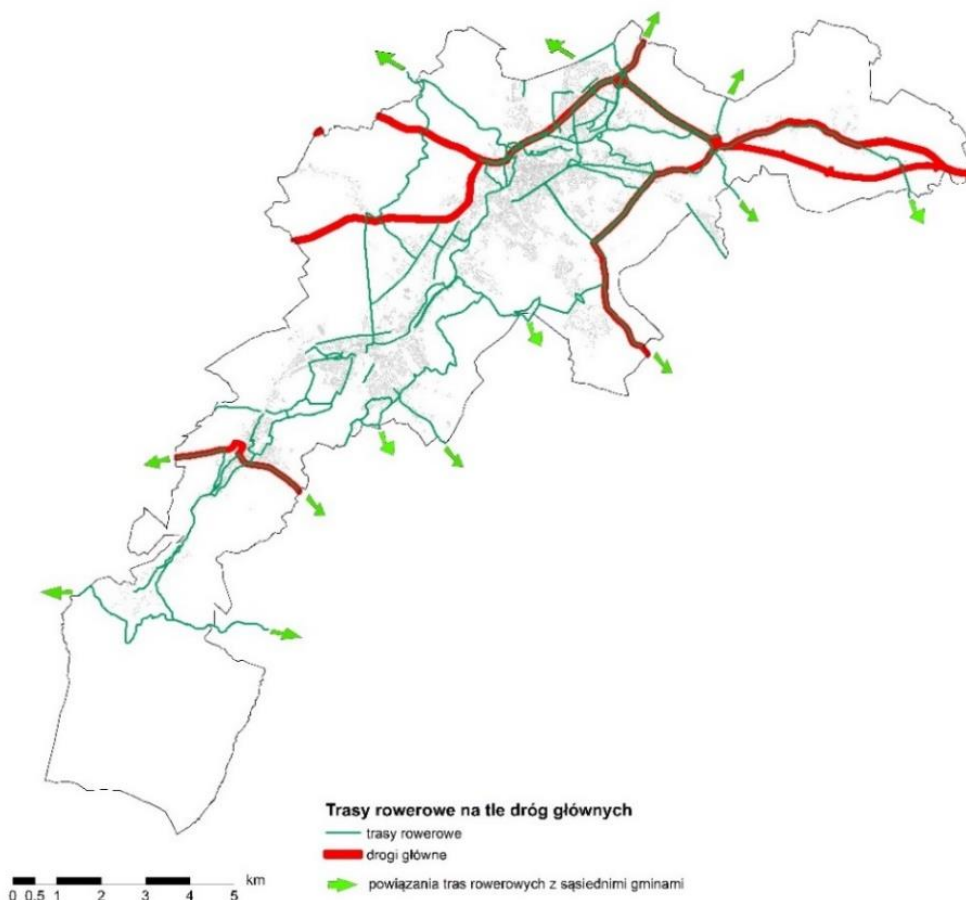 Trasy rowerowe na tle dróg głównych
trasy rowerowe
drogi główne
powiązania tras rowerowych z sąsiednimi gminami
km
0 0.5 1 2 3 4 5